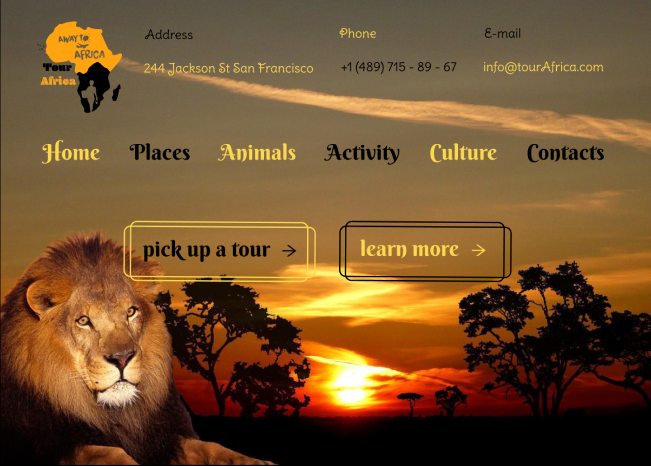 AWAY TO
AFRICA
Tour
Africa
Address
Phone
E-mail
244 Jackson St San Francisco
+1 (489) 715 - 89 - 67
info@tourAfrica.com
Home Places Animals Activity Culture Contacts
pick up a tour →
learn more →